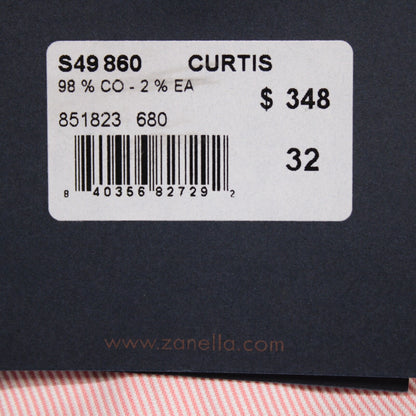 S49 860 CURTIS
98 % CO - 2 % EA
$ 348
851823 680
32
8 40356 82729 2
www.zanella.com